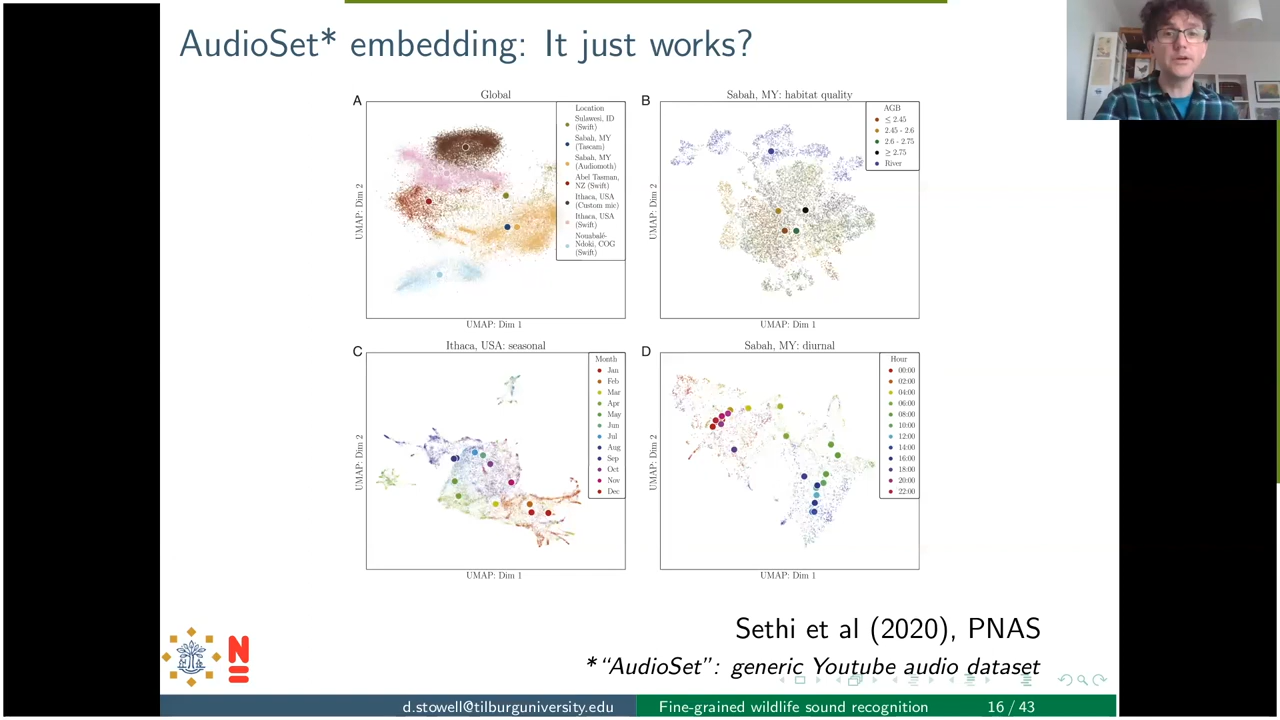 AudioSet* embedding: It just works?
A
Global
UMAP: Dim 2
UMAP: Dim 1
Location
Sulawesi, ID
(Swift)
Sabah, MY
(Tascam)
Sabah, MY
(Audiomoth)
Abel Tasman,
NZ (Swift)
Ithaca, USA
(Custom mic)
Ithaca, USA
(Swift)
Nouabalé-
Ndoki, COG
(Swift)
B
Sabah, MY: habitat quality
UMAP: Dim 2
UMAP: Dim 1
AGB
≤ 2.45
2.45 - 2.6
2.6 - 2.75
≥ 2.75
River
C
Ithaca, USA: seasonal
UMAP: Dim 2
UMAP: Dim 1
Month
Jan
Feb
Mar
Apr
May
Jun
Jul
Aug
Sep
Oct
Nov
Dec
D
Sabah, MY: diurnal
UMAP: Dim 2
UMAP: Dim 1
Hour
00:00
02:00
04:00
06:00
08:00
10:00
12:00
14:00
16:00
18:00
20:00
22:00
Sethi et al (2020), PNAS
*“AudioSet”: generic Youtube audio dataset
N
d.stowell@tilburguniversity.edu
Fine-grained wildlife sound recognition
16 / 43